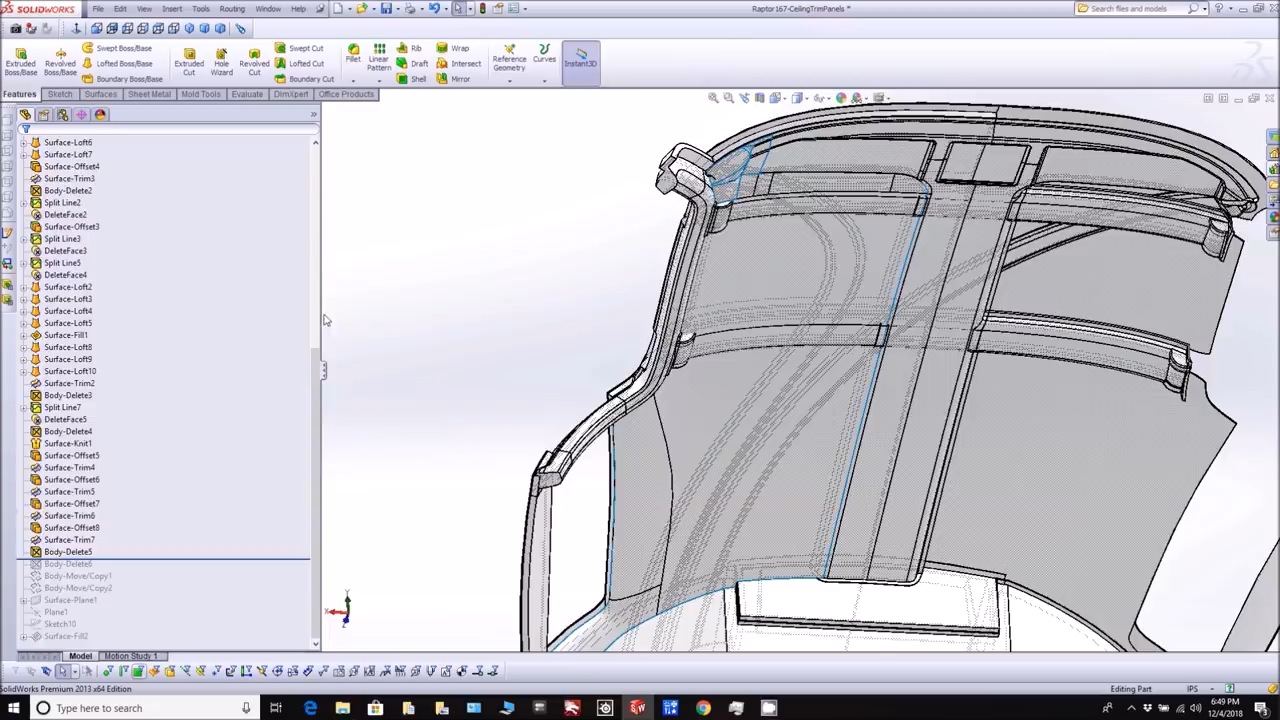 SOLIDWORKS File Edit View Insert Tools Routing Window Help Raptor167-CeilingTrimPanels * Search files and models
Extruded Boss/Base
Revolved Boss/Base
Swept Boss/Base
Lofted Boss/Base
Boundary Boss/Base
Extruded Cut
Hole Wizard
Revolved Cut
Swept Cut
Lofted Cut
Boundary Cut
Fillet
Linear Pattern
Rib
Draft
Shell
Wrap
Intersect
Mirror
Reference Geometry
Curves
Instant3D
Features Sketch Surfaces Sheet Metal Mold Tools Evaluate DimXpert Office Products
Surface-Loft6
Surface-Loft7
Surface-Offset4
Surface-Trim3
Body-Delete2
Split Line2
DeleteFace2
Surface-Offset3
Split Line3
DeleteFace3
Split Line5
DeleteFace4
Surface-Loft2
Surface-Loft3
Surface-Loft4
Surface-Loft5
Surface-Fill1
Surface-Loft8
Surface-Loft9
Surface-Loft10
Surface-Trim2
Body-Delete3
Split Line7
DeleteFace5
Body-Delete4
Surface-Knit1
Surface-Offset5
Surface-Trim4
Surface-Offset6
Surface-Trim5
Surface-Offset7
Surface-Trim6
Surface-Offset8
Surface-Trim7
Body-Delete5
Body-Delete6
Body-Move/Copy1
Body-Move/Copy2
Surface-Plane1
Plane1
Sketch10
Surface-Fill2
Model Motion Study 1
SolidWorks Premium 2013 x64 Edition Editing Part IPS
Type here to search
6:49 PM
12/4/2018